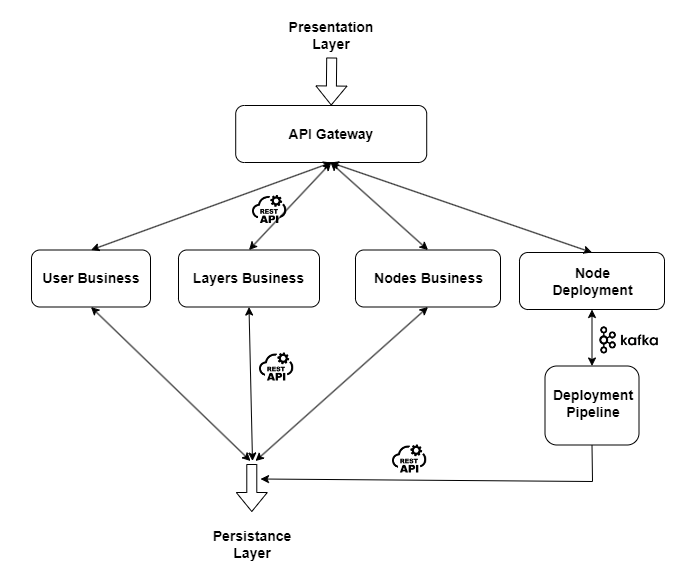 Presentation
Layer
API Gateway
REST
API
User Business
Layers Business
Nodes Business
Node
Deployment
kafka
REST
API
Deployment
Pipeline
REST
API
Persistance
Layer